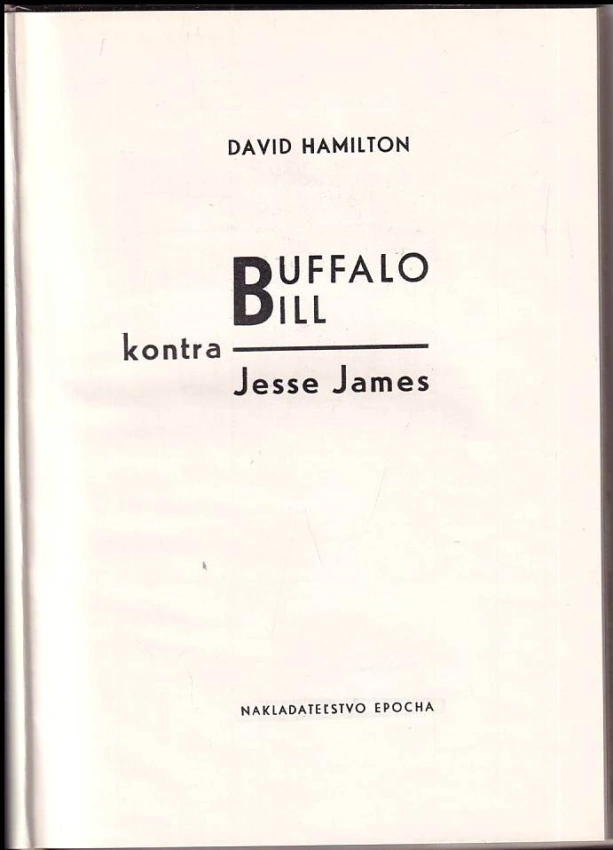 DAVID HAMILTON
BUFFALO
BILL
kontra
Jesse James
NAKLADATEĽSTVO EPOCHA